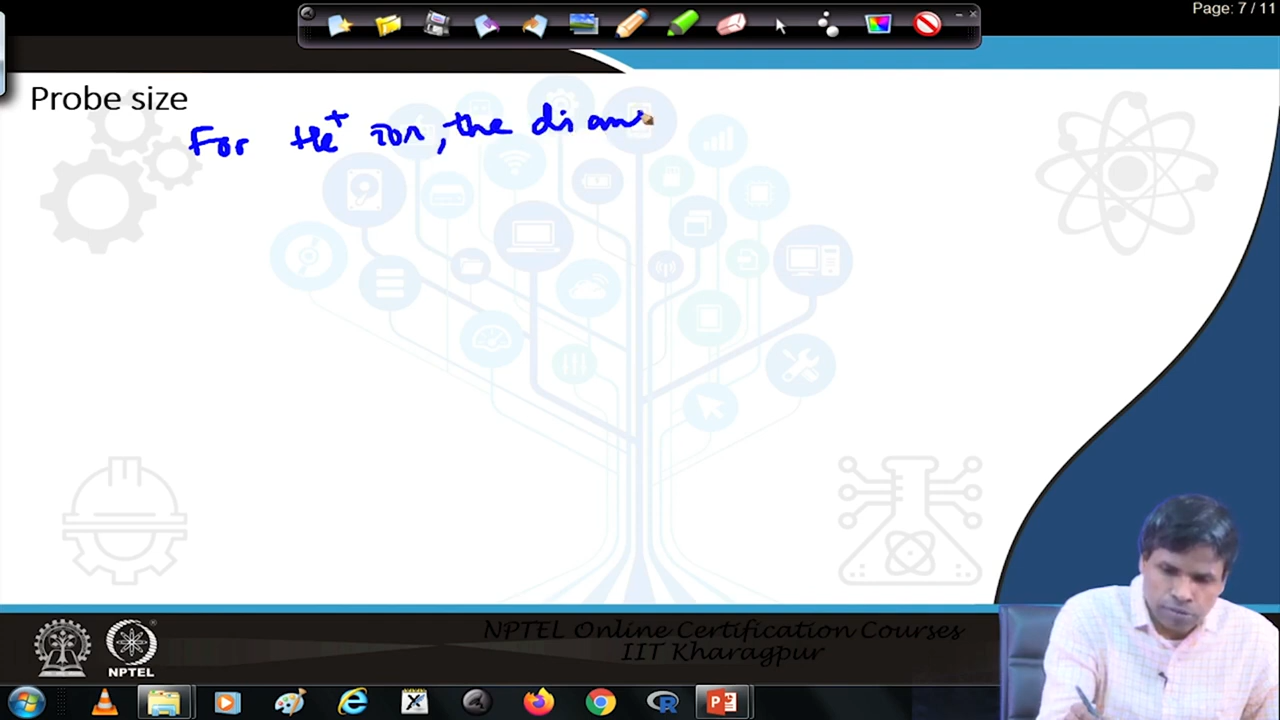 Page: 7 / 11
Probe size
For He+ ion, the diam
NPTEL Online Certification Courses
IIT Kharagpur
NPTEL